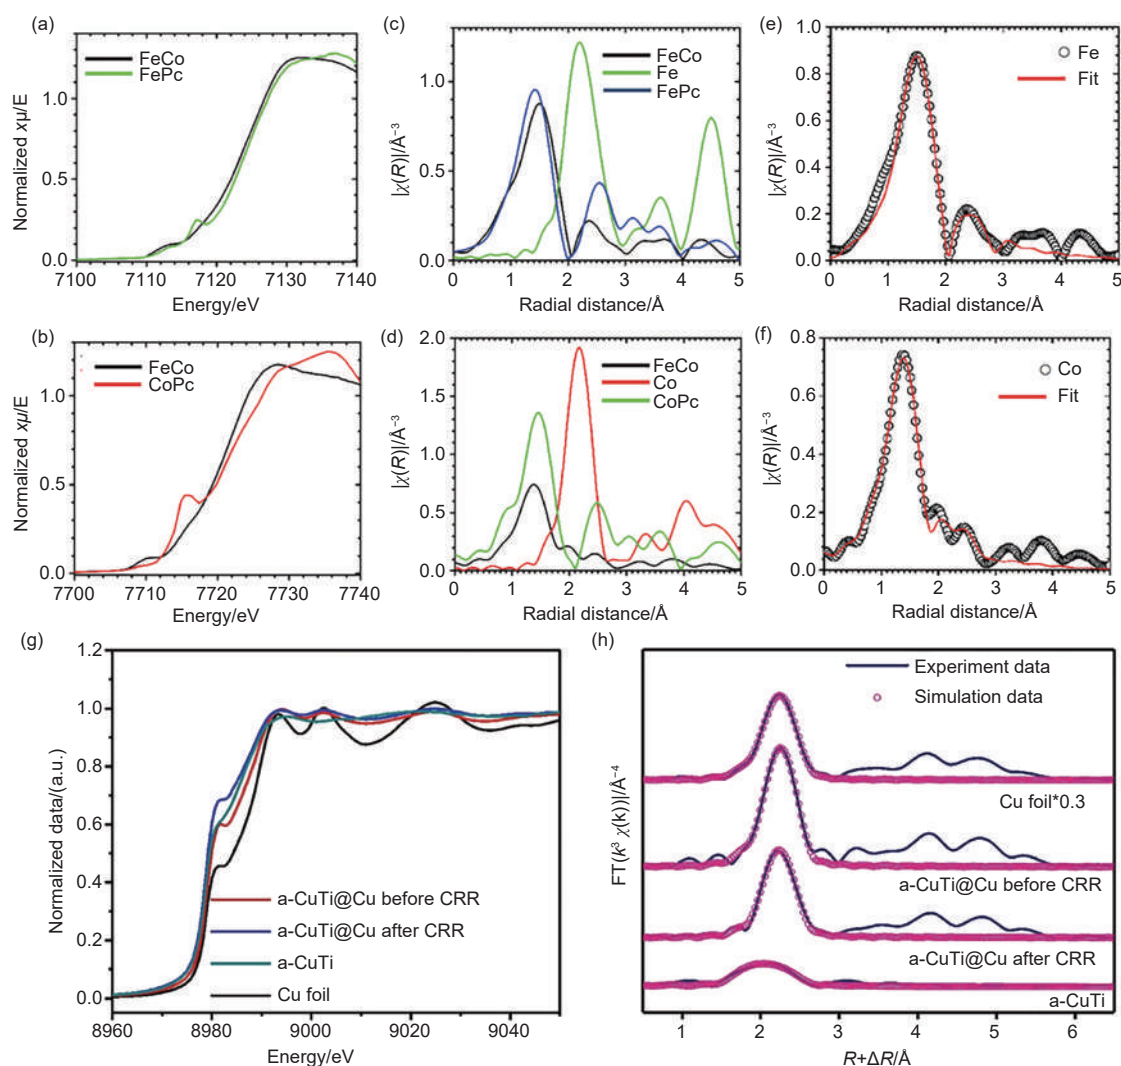 (a)
FeCo
FePc
1.0
0.5
0.0
7100 7110 7120 7130 7140
Normalized xμ/E
Energy/eV
(c)
FeCo
Fe
FePc
1.0
0.5
0.0
0 1 2 3 4 5
|χ(R)|/Å⁻³
Radial distance/Å
(e)
Fe
Fit
1.0
0.8
0.6
0.4
0.2
0.0
0 1 2 3 4 5
|χ(R)|/Å⁻³
Radial distance/Å
(b)
FeCo
CoPc
1.0
0.5
0.0
7700 7710 7720 7730 7740
Normalized xμ/E
Energy/eV
(d)
FeCo
Co
CoPc
2.0
1.5
1.0
0.5
0.0
0 1 2 3 4 5
|χ(R)|/Å⁻³
Radial distance/Å
(f)
Co
Fit
0.8
0.6
0.4
0.2
0.0
0 1 2 3 4 5
|χ(R)|/Å⁻³
Radial distance/Å
(g)
1.2
1.0
0.8
0.6
0.4
0.2
0.0
8960 8980 9000 9020 9040
Normalized data/(a.u.)
Energy/eV
a-CuTi@Cu before CRR
a-CuTi@Cu after CRR
a-CuTi
Cu foil
(h)
Experiment data
Simulation data
Cu foil*0.3
a-CuTi@Cu before CRR
a-CuTi@Cu after CRR
a-CuTi
1 2 3 4 5 6
FT(k³ χ(k))|/Å⁻⁴
R+ΔR/Å